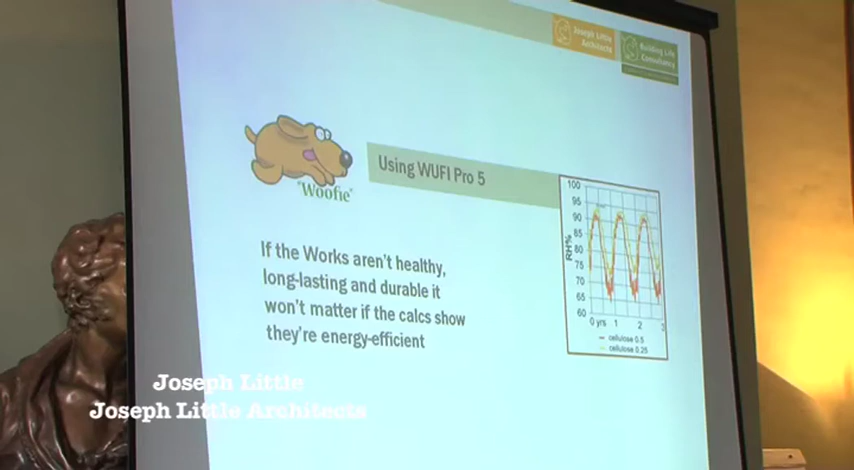 Joseph Little
Architects
Building Life
Consultancy
"Woofie"
Using WUFI Pro 5
If the Works aren't healthy,
long-lasting and durable it
won't matter if the calcs show
they're energy-efficient
RH%
100
95
90
85
80
75
70
65
60
0 yrs 1 2 3
cellulose 0.5
cellulose 0.25
Joseph Little
Joseph Little Architects